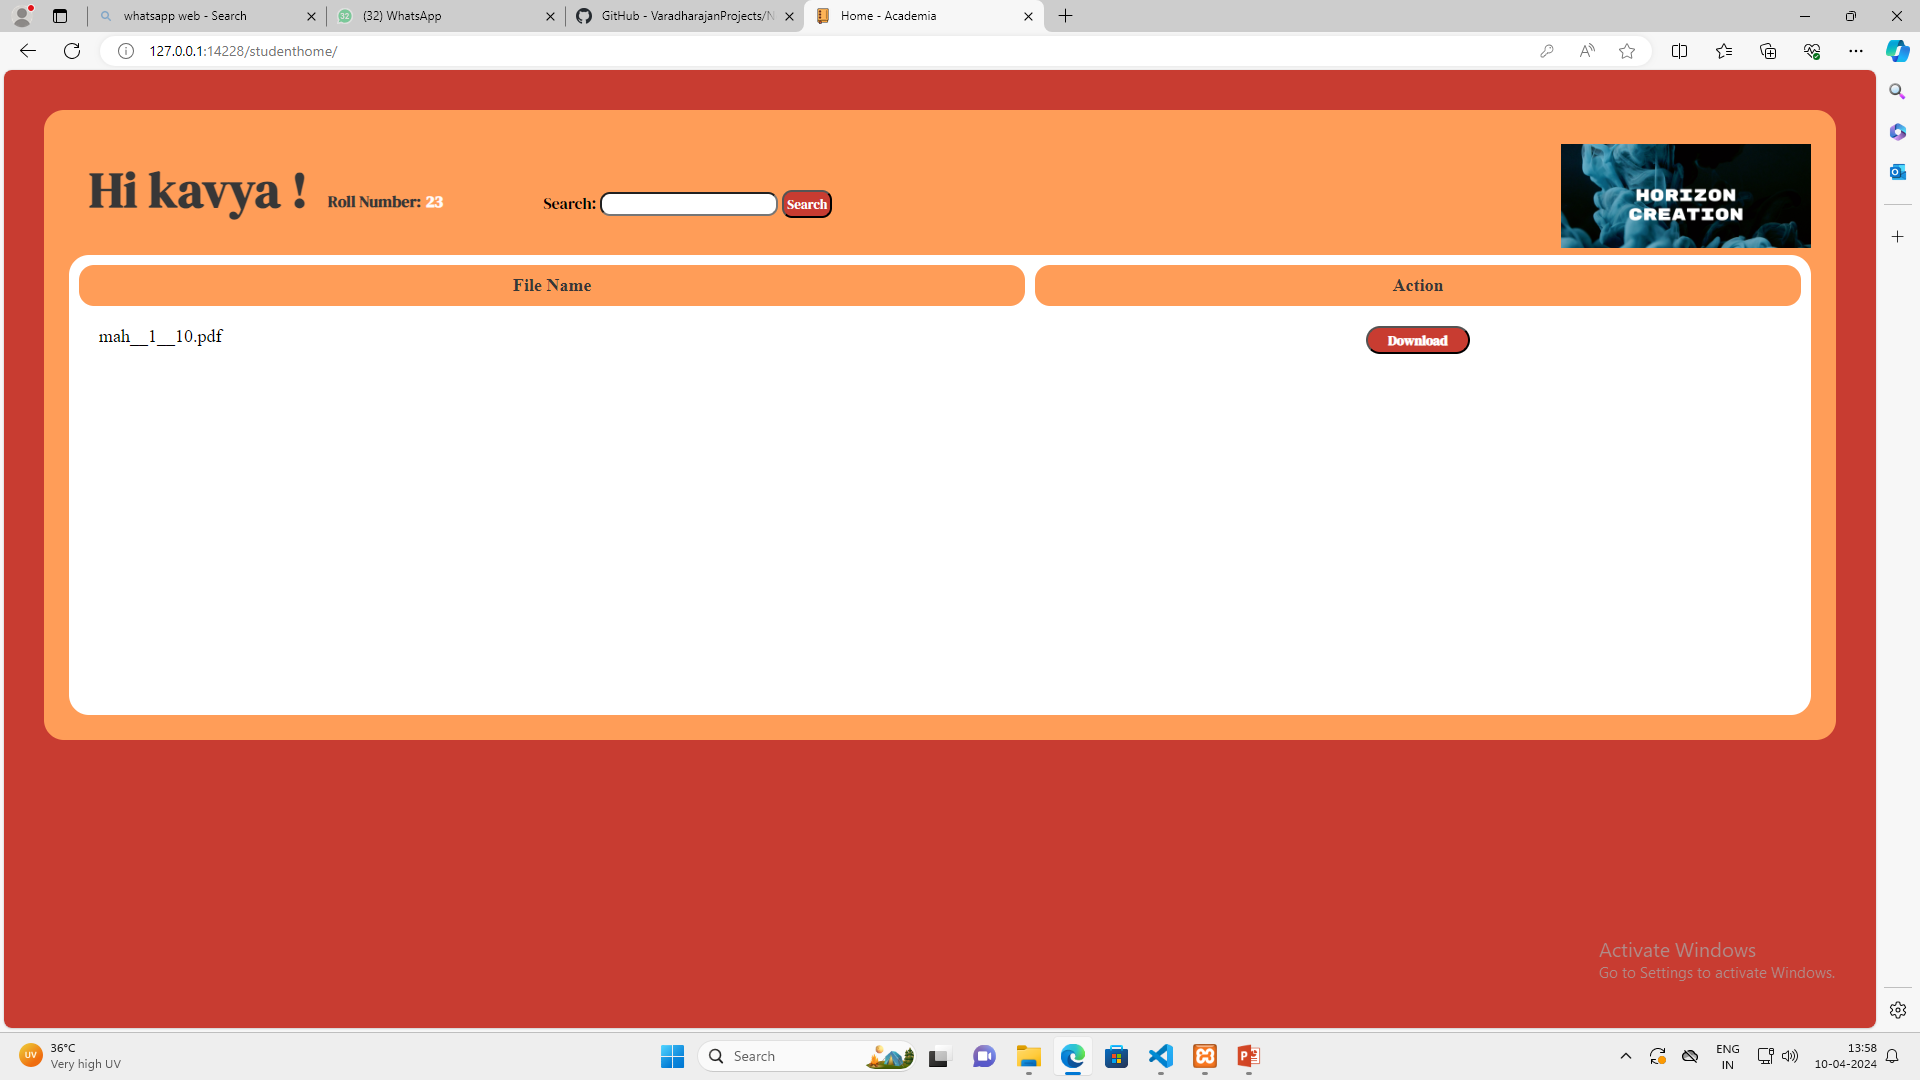 whatsapp web - Search
(32) WhatsApp
GitHub - VaradharajanProjects/N
Home - Academia
127.0.0.1:14228/studenthome/
Hi kavya !
Roll Number: 23
Search:
Search
HORIZON
CREATION
File Name
Action
mah__1__10.pdf
Download
Activate Windows
Go to Settings to activate Windows.
UV
36°C
Very high UV
Search
ENG
IN
13:58
10-04-2024